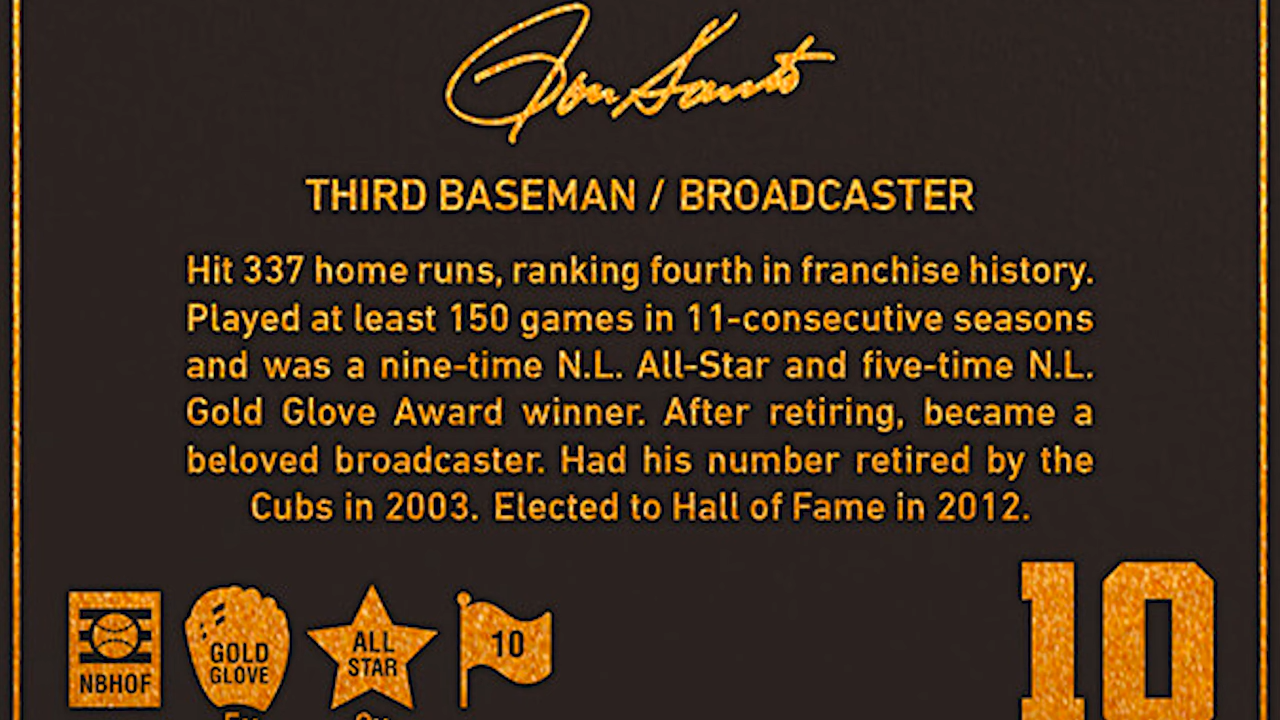 Ron Santo
THIRD BASEMAN / BROADCASTER
Hit 337 home runs, ranking fourth in franchise history.
Played at least 150 games in 11-consecutive seasons
and was a nine-time N.L. All-Star and five-time N.L.
Gold Glove Award winner. After retiring, became a
beloved broadcaster. Had his number retired by the
Cubs in 2003. Elected to Hall of Fame in 2012.
NBHOF
GOLD
GLOVE
ALL
STAR
10
10